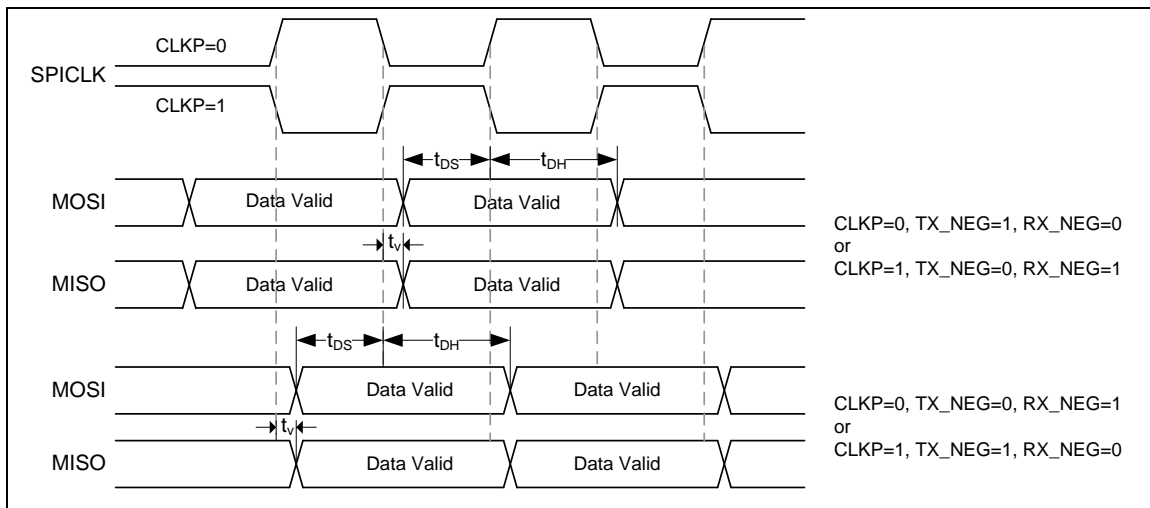 CLKP=0
SPICLK
CLKP=1
tDS
tDH
MOSI
Data Valid
Data Valid
CLKP=0, TX_NEG=1, RX_NEG=0
or
CLKP=1, TX_NEG=0, RX_NEG=1
tv
MISO
Data Valid
Data Valid
tDS
tDH
MOSI
Data Valid
Data Valid
CLKP=0, TX_NEG=0, RX_NEG=1
or
CLKP=1, TX_NEG=1, RX_NEG=0
tv
MISO
Data Valid
Data Valid